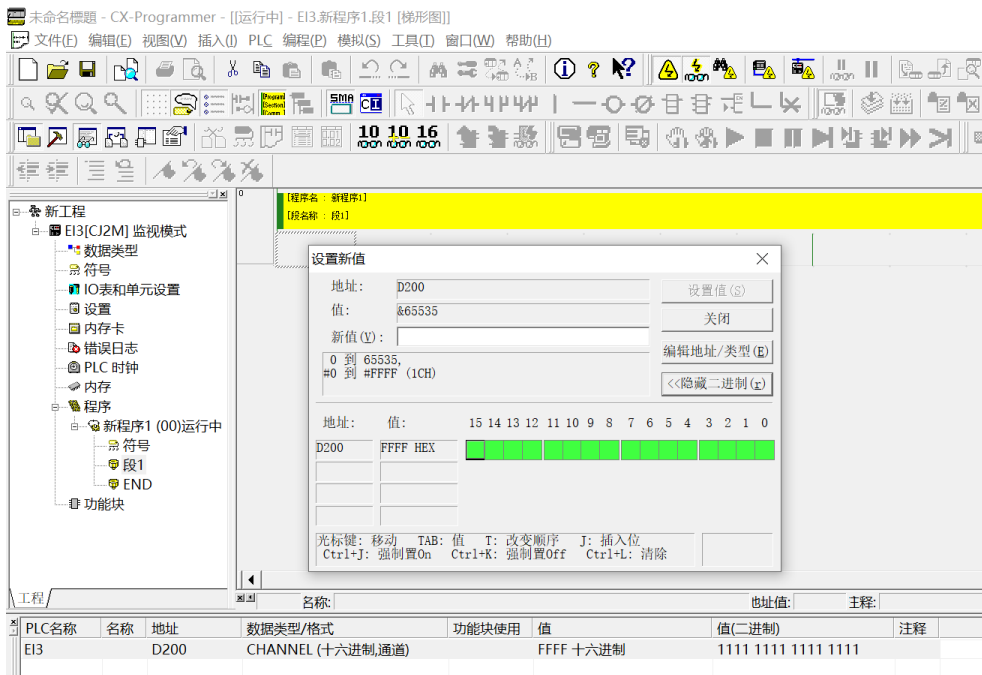 未命名標題 - CX-Programmer - [[运行中] - EI3.新程序1.段1 [梯形图]]
文件(F) 编辑(E) 视图(V) 插入(I) PLC 编程(P) 模拟(S) 工具(T) 窗口(W) 帮助(H)
10 10 16
新工程
EI3[CJ2M] 监视模式
数据类型
符号
IO表和单元设置
设置
内存卡
错误日志
PLC 时钟
内存
程序
新程序1 (00)运行中
符号
段1
END
功能块
工程
0
[程序名 : 新程序1]
[段名称 : 段1]
设置新值
地址: D200
设置值(S)
值: &65535
关闭
新值(V):
编辑地址/类型(E)
0 到 65535,
#0 到 #FFFF (1CH)
<<隐藏二进制(r)
地址: 值: 15 14 13 12 11 10 9 8 7 6 5 4 3 2 1 0
D200 FFFF HEX
光标键: 移动 TAB: 值 T: 改变顺序 J: 插入位
Ctrl+J: 强制置On Ctrl+K: 强制置Off Ctrl+L: 清除
名称: 地址值: 注释:
PLC名称 名称 地址 数据类型/格式 功能块使用 值 值(二进制) 注释
EI3 D200 CHANNEL (十六进制,通道) FFFF 十六进制 1111 1111 1111 1111